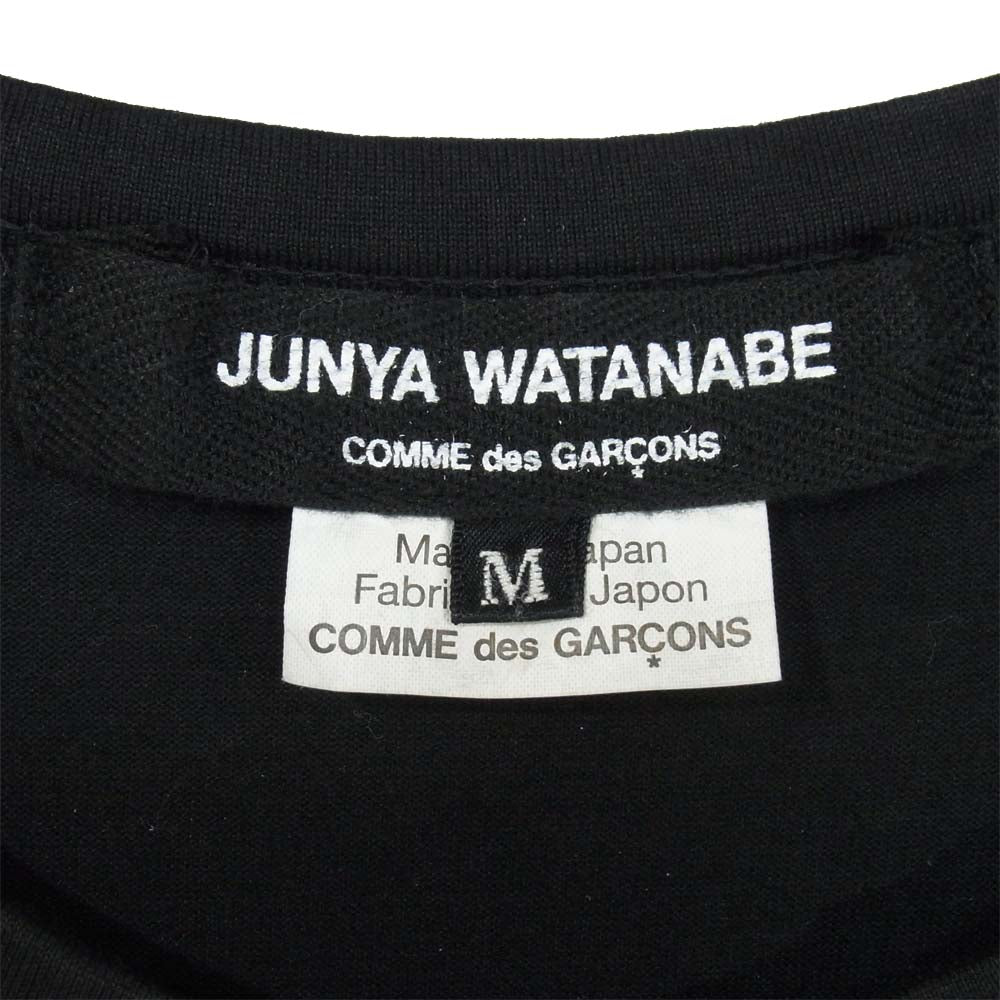 JUNYA WATANABE
COMME des GARÇONS
*
Ma apan
M
Fabri Japon
COMME des GARÇONS
*